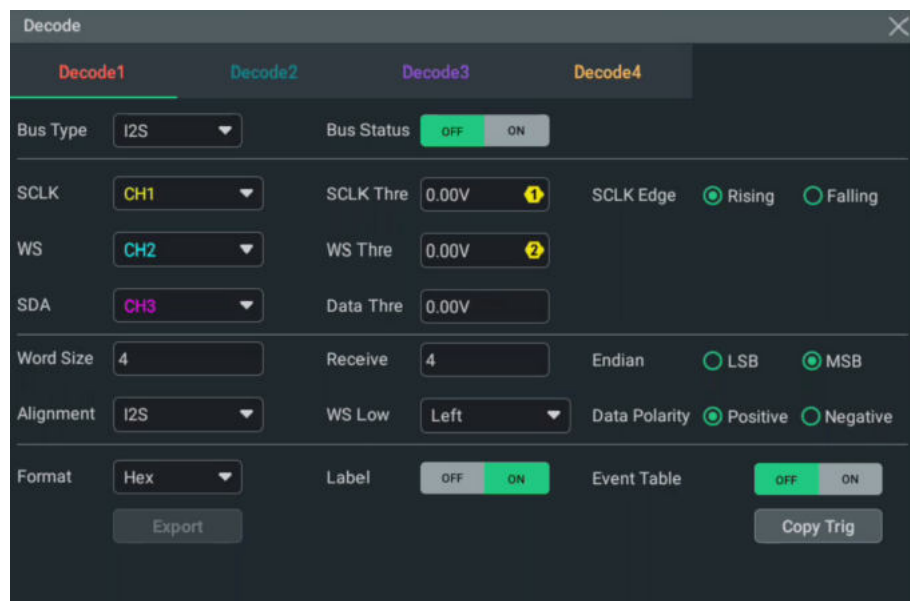 Decode
Decode1 Decode2 Decode3 Decode4
Bus Type I2S Bus Status OFF ON
SCLK CH1 SCLK Thre 0.00V 1 SCLK Edge Rising Falling
WS CH2 WS Thre 0.00V 2
SDA CH3 Data Thre 0.00V
Word Size 4 Receive 4 Endian LSB MSB
Alignment I2S WS Low Left Data Polarity Positive Negative
Format Hex Label OFF ON Event Table OFF ON
Export Copy Trig